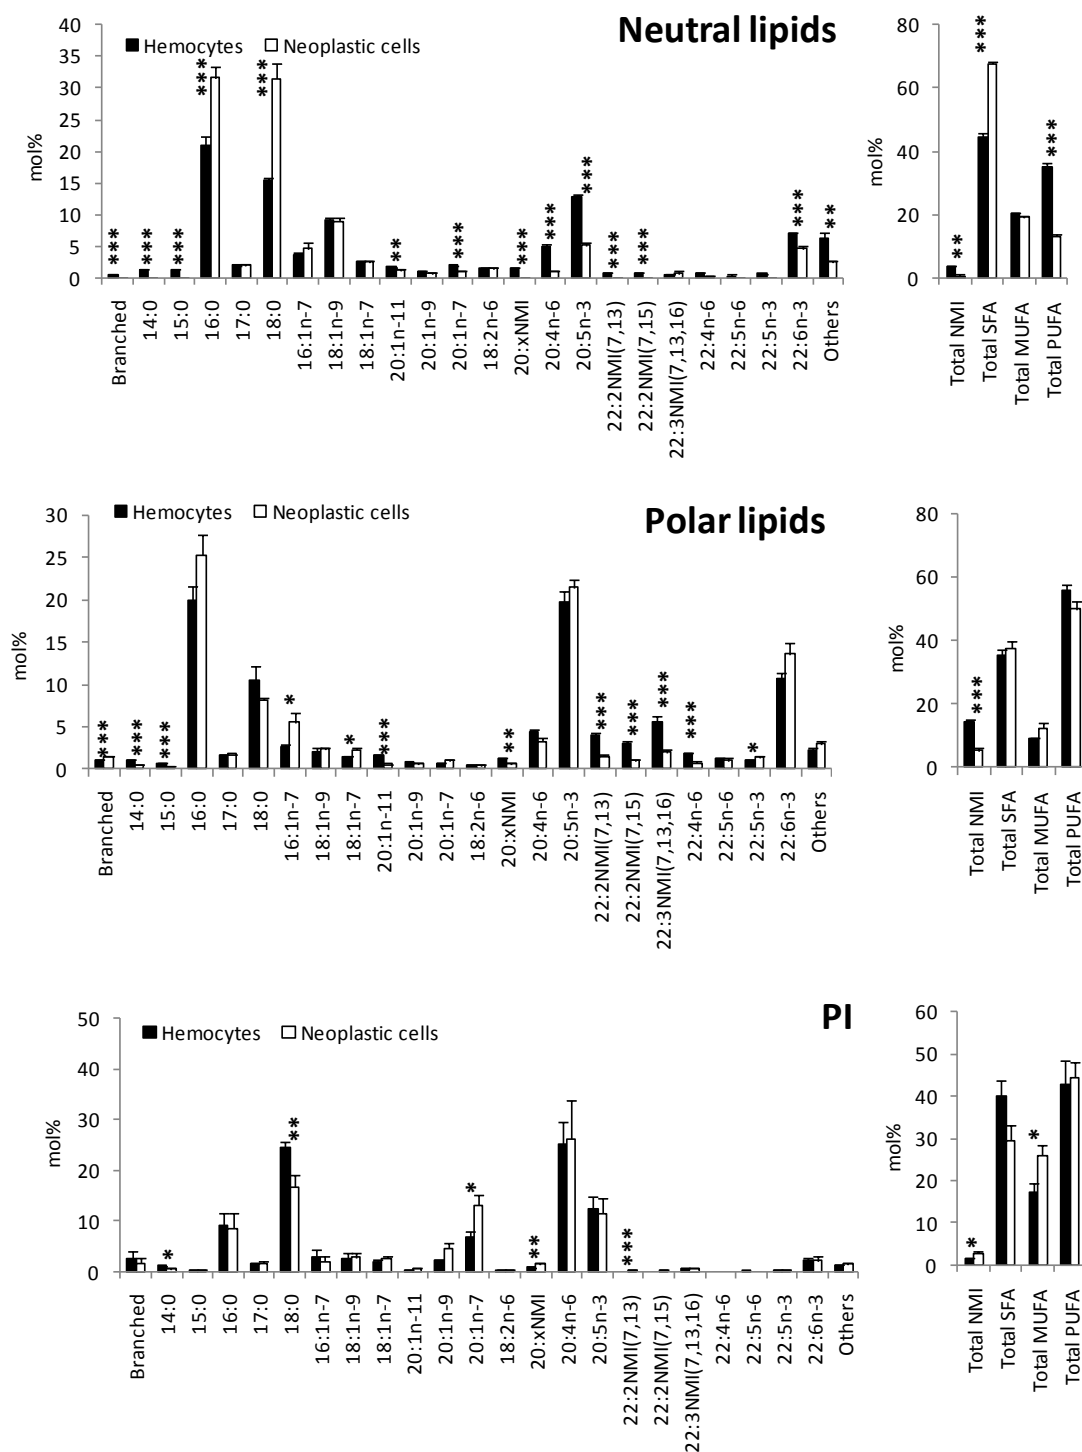 Neutral lipids
Hemocytes Neoplastic cells
mol%
40
35
30
25
20
15
10
5
0
*** *** *** *** *** ** *** *** *** *** *** *** *** **
Branched 14:0 15:0 16:0 17:0 18:0 16:1n-7 18:1n-9 18:1n-7 20:1n-11 20:1n-9 20:1n-7 18:2n-6 20:xNMI 20:4n-6 20:5n-3 22:2NMI(7,13) 22:2NMI(7,15) 22:3NMI(7,13,16) 22:4n-6 22:5n-6 22:5n-3 22:6n-3 Others
mol%
80
60
40
20
0
** *** ***
Total NMI Total SFA Total MUFA Total PUFA
Polar lipids
Hemocytes Neoplastic cells
mol%
30
25
20
15
10
5
0
*** *** *** * * *** ** *** *** *** *** *
Branched 14:0 15:0 16:0 17:0 18:0 16:1n-7 18:1n-9 18:1n-7 20:1n-11 20:1n-9 20:1n-7 18:2n-6 20:xNMI 20:4n-6 20:5n-3 22:2NMI(7,13) 22:2NMI(7,15) 22:3NMI(7,13,16) 22:4n-6 22:5n-6 22:5n-3 22:6n-3 Others
mol%
80
60
40
20
0
***
Total NMI Total SFA Total MUFA Total PUFA
PI
Hemocytes Neoplastic cells
mol%
50
40
30
20
10
0
* ** * ** ***
Branched 14:0 15:0 16:0 17:0 18:0 16:1n-7 18:1n-9 18:1n-7 20:1n-11 20:1n-9 20:1n-7 18:2n-6 20:xNMI 20:4n-6 20:5n-3 22:2NMI(7,13) 22:2NMI(7,15) 22:3NMI(7,13,16) 22:4n-6 22:5n-6 22:5n-3 22:6n-3 Others
mol%
60
50
40
30
20
10
0
* *
Total NMI Total SFA Total MUFA Total PUFA